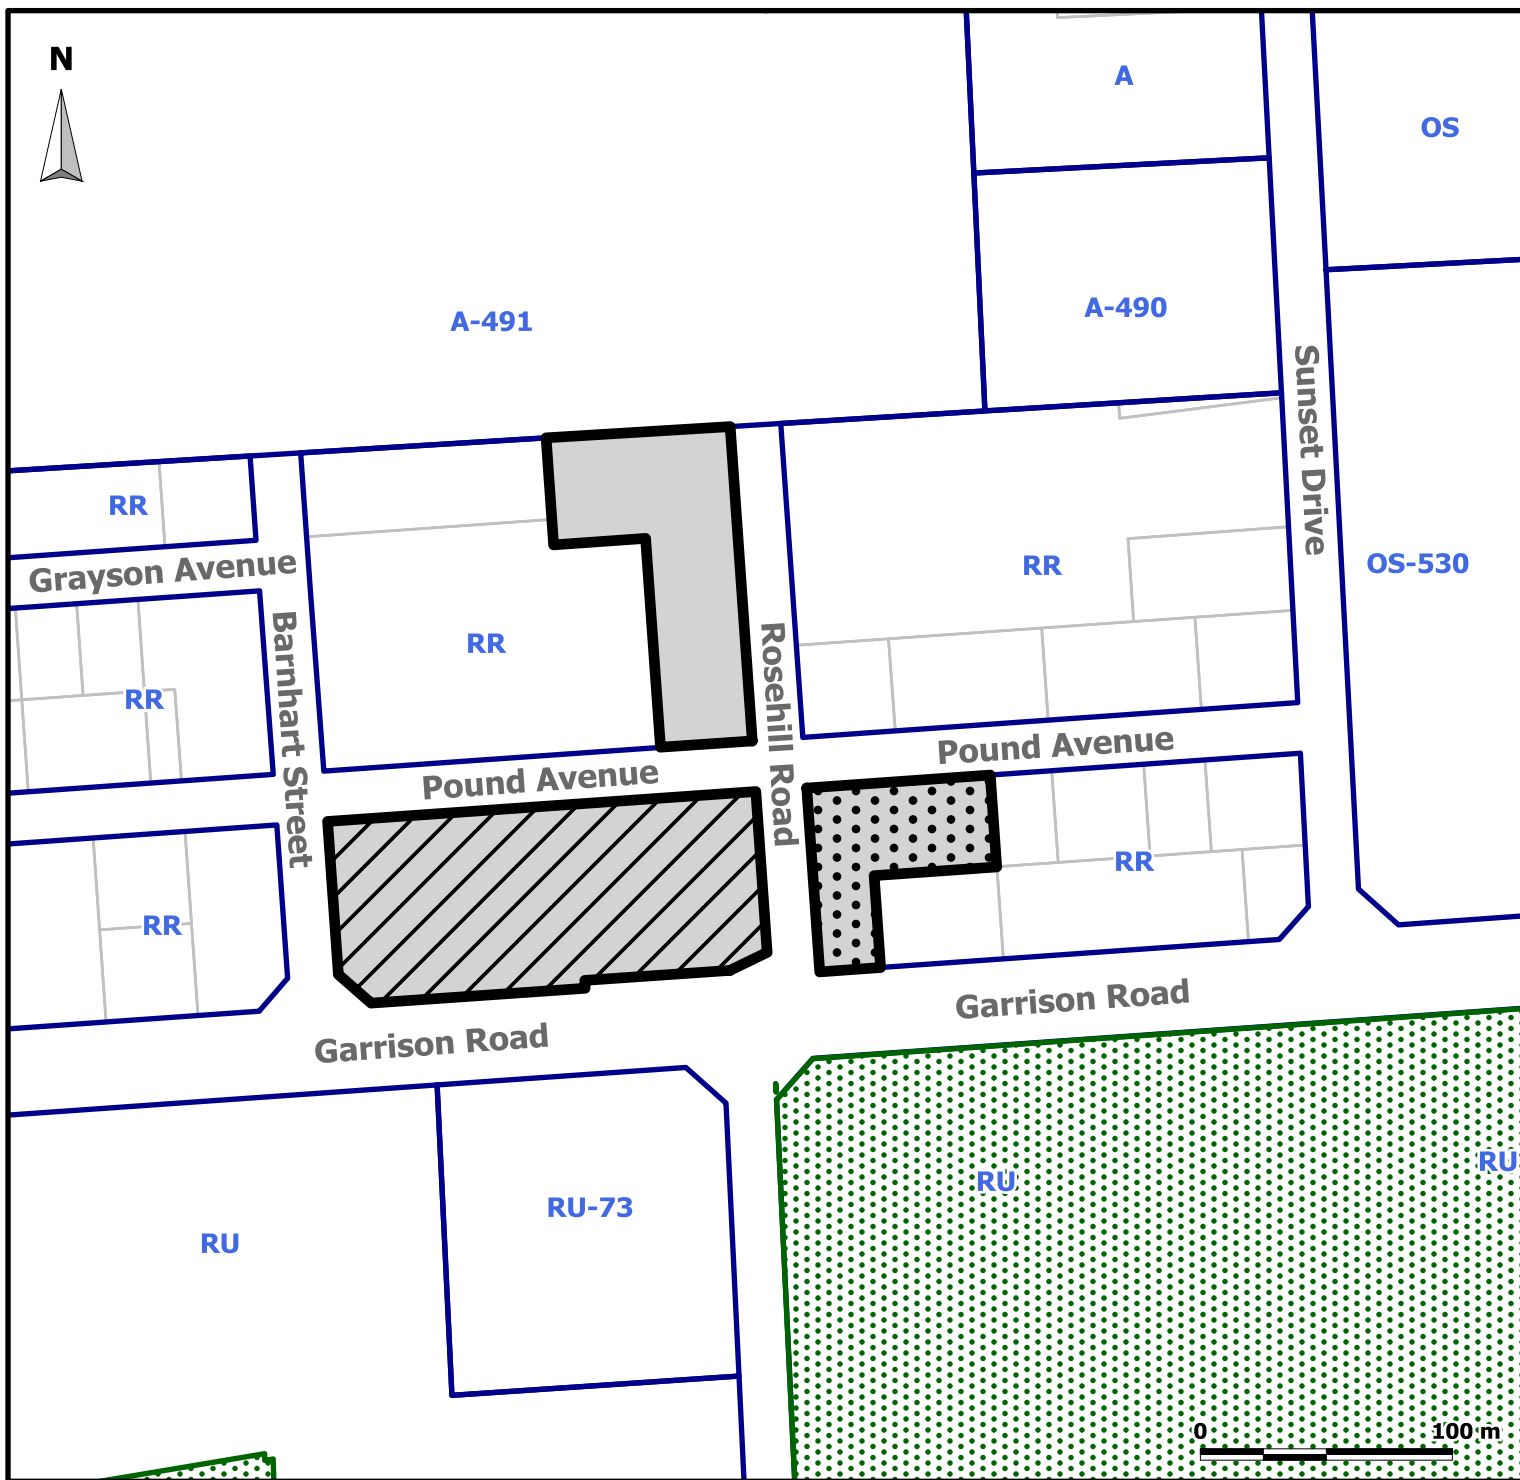 N
A
OS
A-490
A-491
Sunset Drive
RR
Grayson Avenue
RR
OS-530
Barnhart Street
RR
Rosehill Road
RR
Pound Avenue
Pound Avenue
RR
RR
Garrison Road
Garrison Road
RU
RU
RU-73
RU
0
100 m